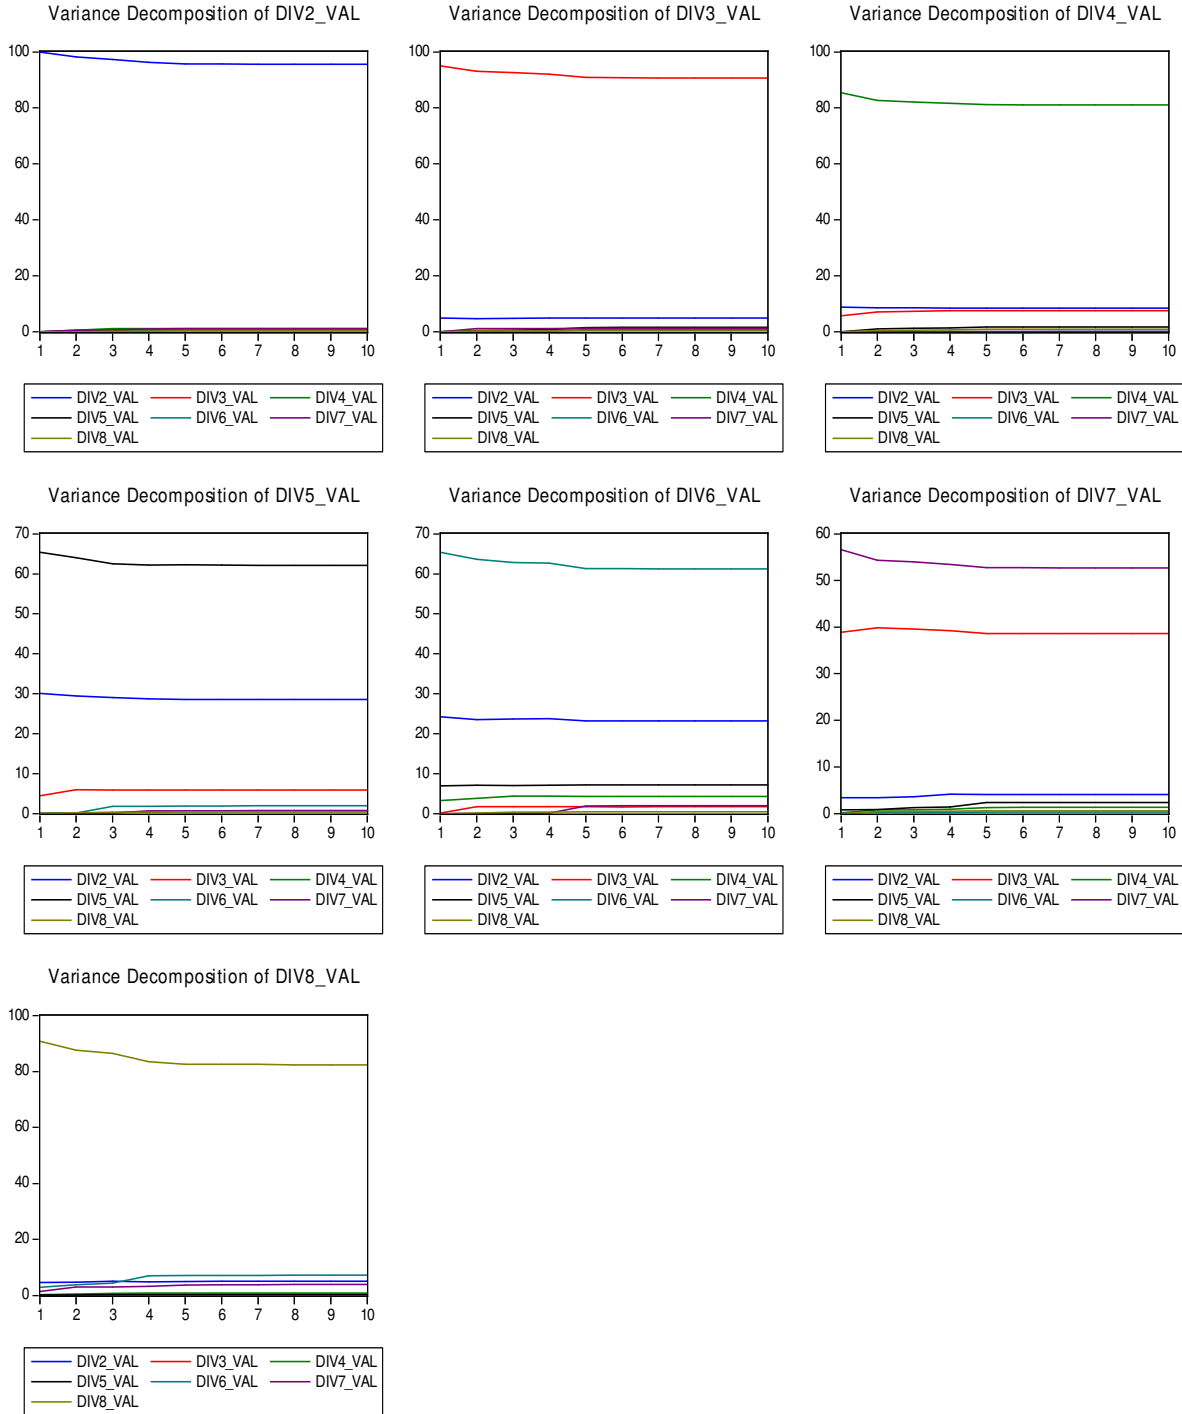 Variance Decomposition of DIV2_VAL
100
80
60
40
20
0
1 2 3 4 5 6 7 8 9 10
DIV2_VAL DIV3_VAL DIV4_VAL
DIV5_VAL DIV6_VAL DIV7_VAL
DIV8_VAL
Variance Decomposition of DIV3_VAL
100
80
60
40
20
0
1 2 3 4 5 6 7 8 9 10
DIV2_VAL DIV3_VAL DIV4_VAL
DIV5_VAL DIV6_VAL DIV7_VAL
DIV8_VAL
Variance Decomposition of DIV4_VAL
100
80
60
40
20
0
1 2 3 4 5 6 7 8 9 10
DIV2_VAL DIV3_VAL DIV4_VAL
DIV5_VAL DIV6_VAL DIV7_VAL
DIV8_VAL
Variance Decomposition of DIV5_VAL
70
60
50
40
30
20
10
0
1 2 3 4 5 6 7 8 9 10
DIV2_VAL DIV3_VAL DIV4_VAL
DIV5_VAL DIV6_VAL DIV7_VAL
DIV8_VAL
Variance Decomposition of DIV6_VAL
70
60
50
40
30
20
10
0
1 2 3 4 5 6 7 8 9 10
DIV2_VAL DIV3_VAL DIV4_VAL
DIV5_VAL DIV6_VAL DIV7_VAL
DIV8_VAL
Variance Decomposition of DIV7_VAL
60
50
40
30
20
10
0
1 2 3 4 5 6 7 8 9 10
DIV2_VAL DIV3_VAL DIV4_VAL
DIV5_VAL DIV6_VAL DIV7_VAL
DIV8_VAL
Variance Decomposition of DIV8_VAL
100
80
60
40
20
0
1 2 3 4 5 6 7 8 9 10
DIV2_VAL DIV3_VAL DIV4_VAL
DIV5_VAL DIV6_VAL DIV7_VAL
DIV8_VAL